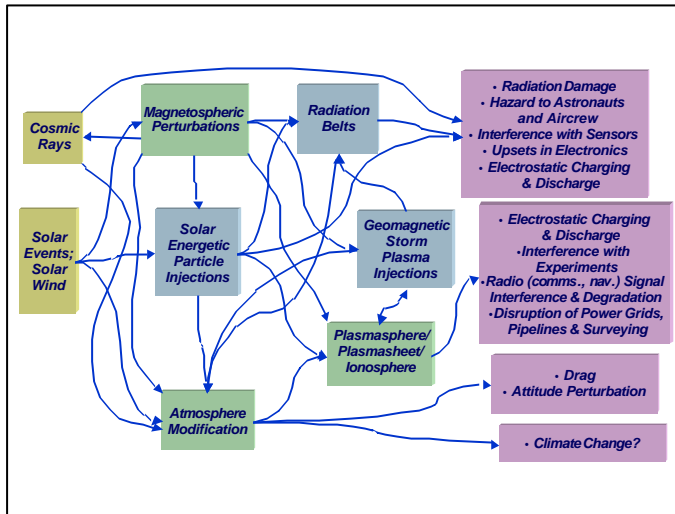 Cosmic
Rays
Solar
Events;
Solar
Wind
Magnetospheric
Perturbations
Solar
Energetic
Particle
Injections
Atmosphere
Modification
Radiation
Belts
Geomagnetic
Storm
Plasma
Injections
Plasmasphere/
Plasmasheet/
Ionosphere
• Radiation Damage
• Hazard to Astronauts
and Aircrew
• Interference with Sensors
• Upsets in Electronics
• Electrostatic Charging
& Discharge
• Electrostatic Charging
& Discharge
• Interference with
Experiments
• Radio (comms., nav.) Signal
Interference & Degradation
• Disruption of Power Grids,
Pipelines & Surveying
• Drag
• Attitude Perturbation
• Climate Change?